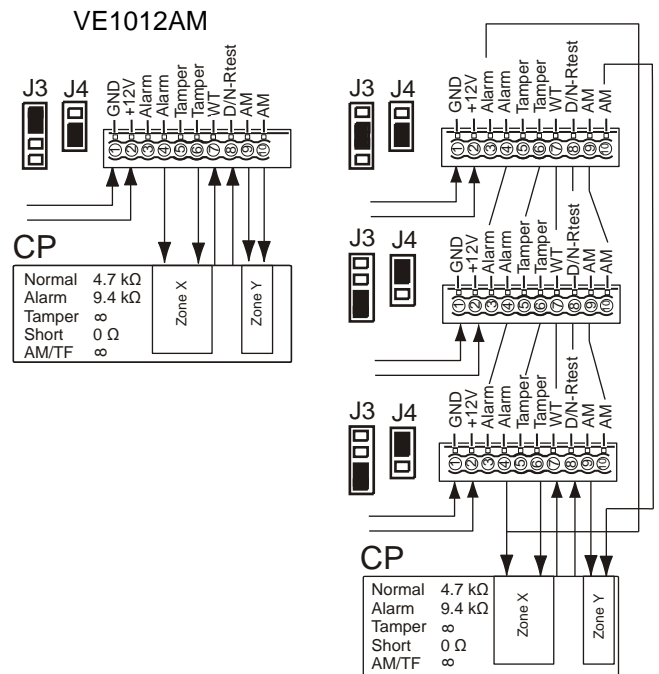 VE1012AM
J3 J4
GND
+12V
Alarm
Alarm
Tamper
Tamper
WT
D/N-Rtest
AM
AM
1 2 3 4 5 6 7 8 9 10
CP
Normal 4.7 kΩ
Alarm 9.4 kΩ
Tamper ∞
Short 0 Ω
AM/TF ∞
Zone X
Zone Y
J3 J4
GND
+12V
Alarm
Alarm
Tamper
Tamper
WT
D/N-Rtest
AM
AM
1 2 3 4 5 6 7 8 9 10
J3 J4
GND
+12V
Alarm
Alarm
Tamper
Tamper
WT
D/N-Rtest
AM
AM
1 2 3 4 5 6 7 8 9 10
J3 J4
GND
+12V
Alarm
Alarm
Tamper
Tamper
WT
D/N-Rtest
AM
AM
1 2 3 4 5 6 7 8 9 10
CP
Normal 4.7 kΩ
Alarm 9.4 kΩ
Tamper ∞
Short 0 Ω
AM/TF ∞
Zone X
Zone Y